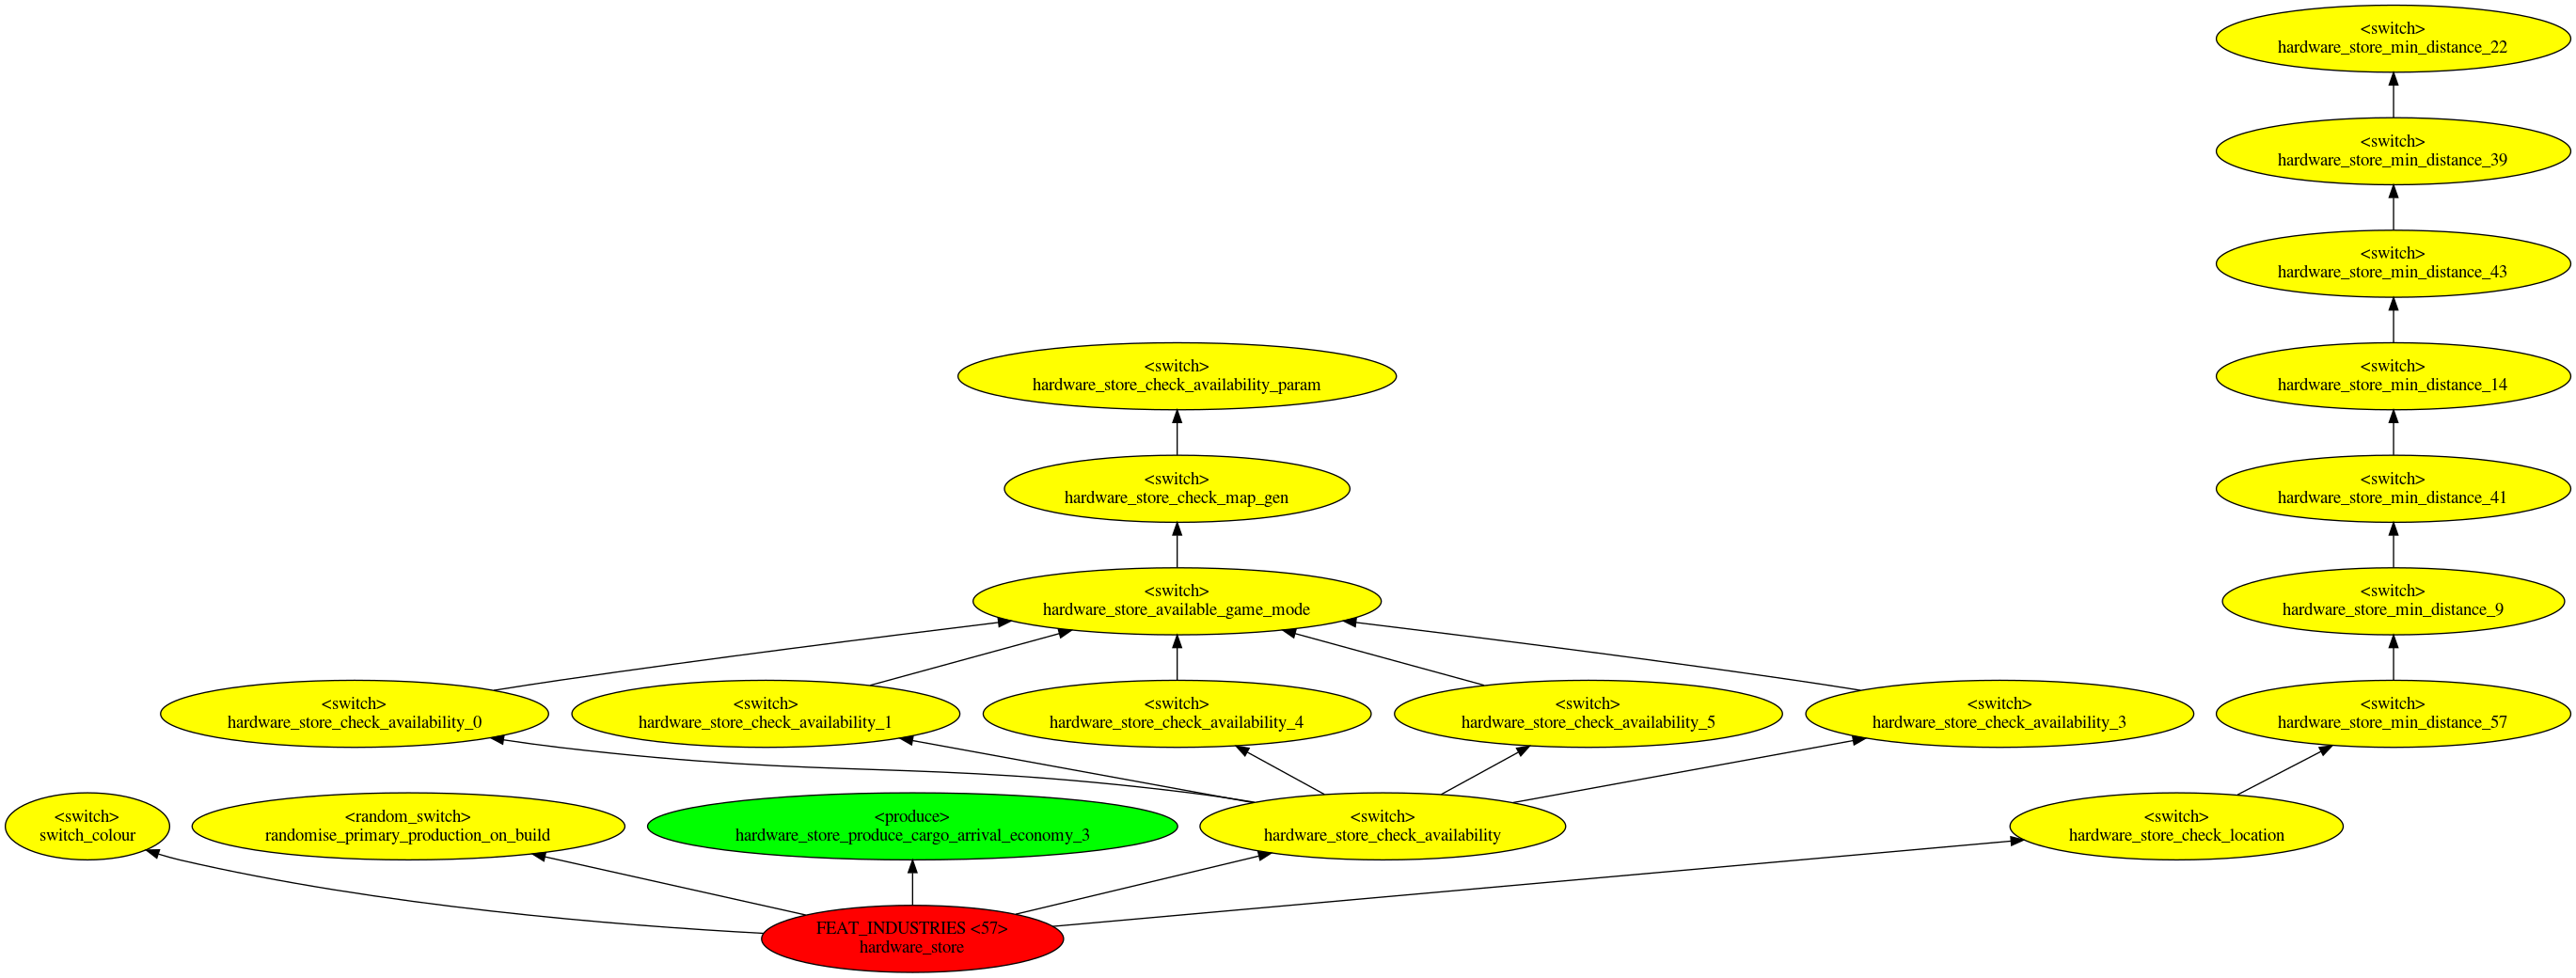 <switch>
hardware_store_min_distance_22
<switch>
hardware_store_min_distance_39
<switch>
hardware_store_min_distance_43
<switch>
hardware_store_check_availability_param
<switch>
hardware_store_min_distance_14
<switch>
hardware_store_check_map_gen
<switch>
hardware_store_min_distance_41
<switch>
hardware_store_available_game_mode
<switch>
hardware_store_min_distance_9
<switch>
hardware_store_check_availability_0
<switch>
hardware_store_check_availability_1
<switch>
hardware_store_check_availability_4
<switch>
hardware_store_check_availability_5
<switch>
hardware_store_check_availability_3
<switch>
hardware_store_min_distance_57
<switch>
switch_colour
<random_switch>
randomise_primary_production_on_build
<produce>
hardware_store_produce_cargo_arrival_economy_3
<switch>
hardware_store_check_availability
<switch>
hardware_store_check_location
FEAT_INDUSTRIES <57>
hardware_store